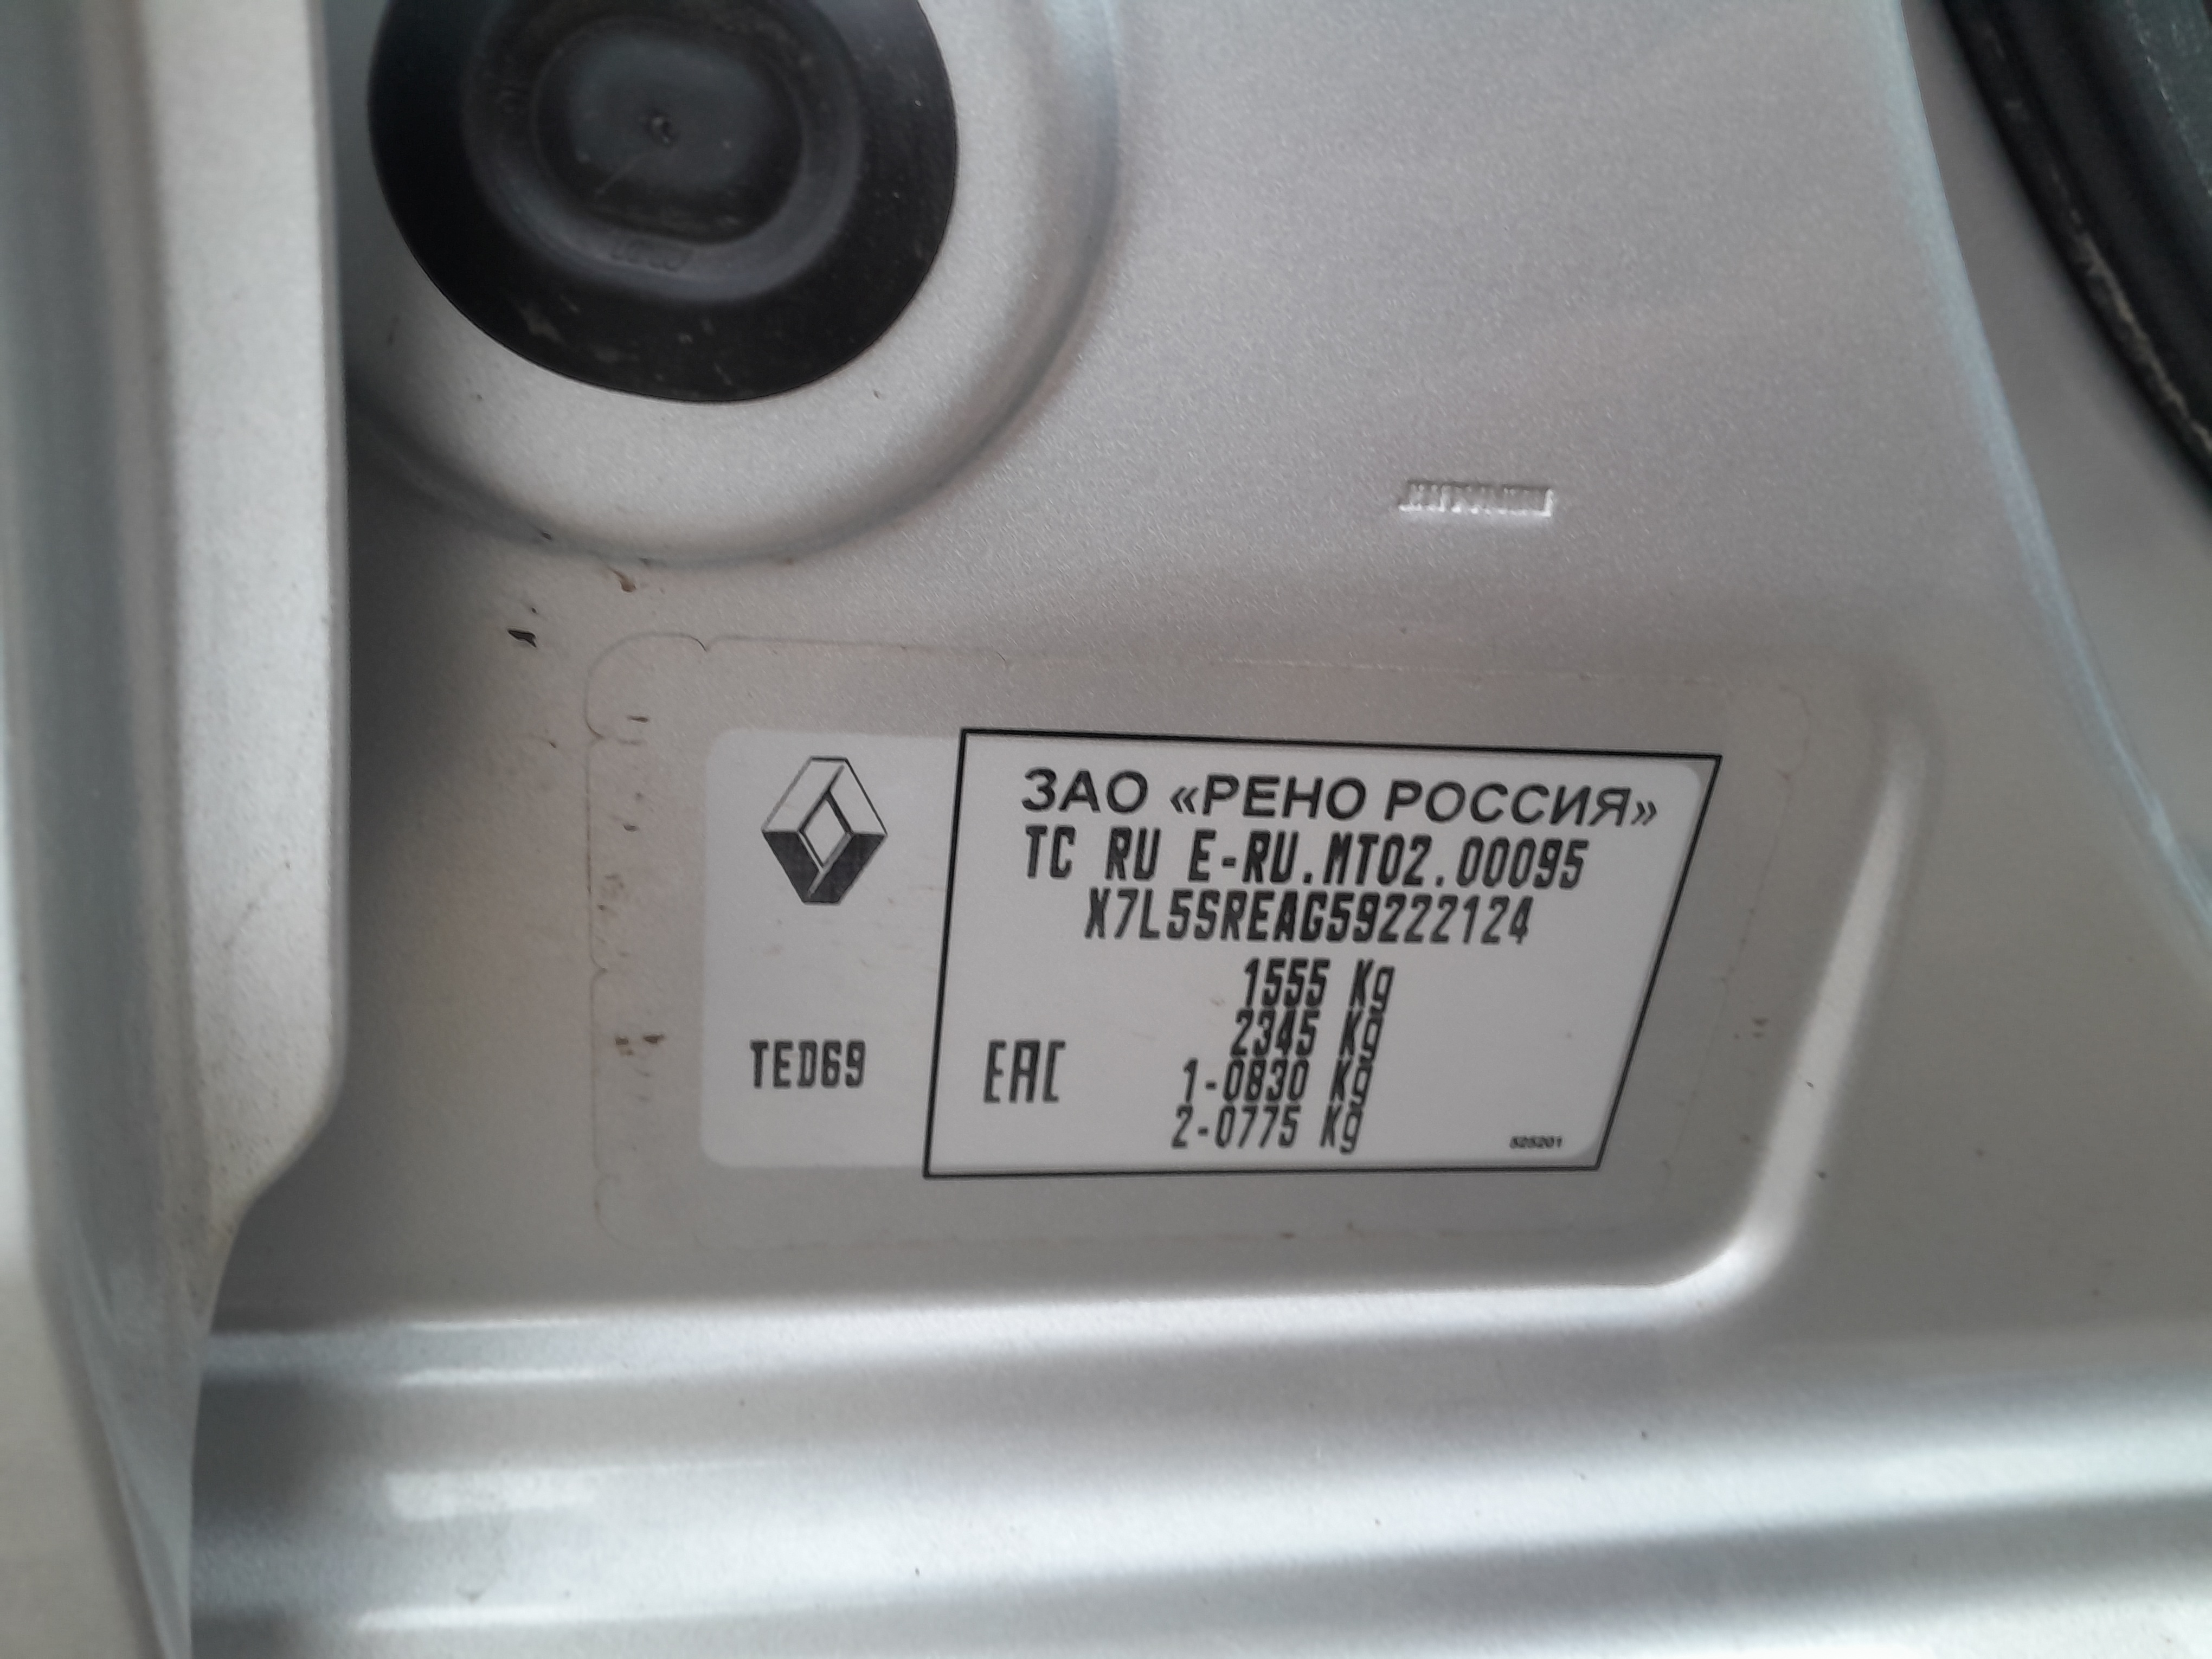 ЗАО «РЕНО РОССИЯ»
TC RU E-RU.MT02.00095
X7L5SREAG59222124
1555 Kg
2345 Kg
1-0830 Kg
2-0775 Kg
TED69
EAC
525201